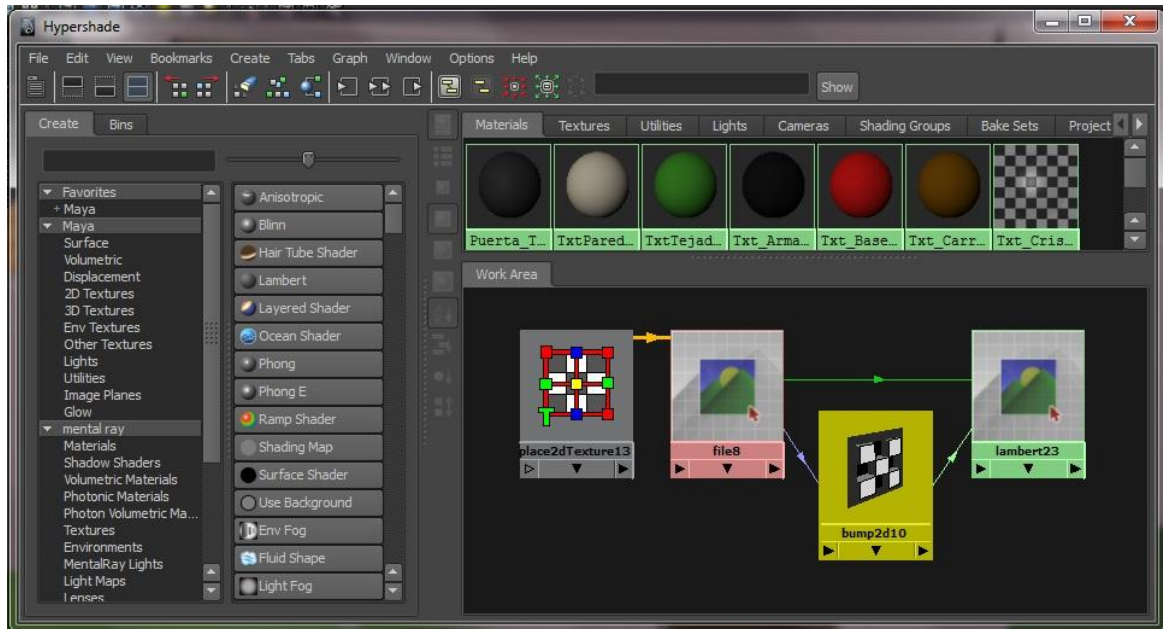 Hypershade
File Edit View Bookmarks Create Tabs Graph Window Options Help
Show
Create Bins
Favorites
+ Maya
Maya
Surface
Volumetric
Displacement
2D Textures
3D Textures
Env Textures
Other Textures
Lights
Utilities
Image Planes
Glow
mental ray
Materials
Shadow Shaders
Volumetric Materials
Photonic Materials
Photon Volumetric Ma...
Textures
Environments
MentalRay Lights
Light Maps
Lenses
Anisotropic
Blinn
Hair Tube Shader
Lambert
Layered Shader
Ocean Shader
Phong
Phong E
Ramp Shader
Shading Map
Surface Shader
Use Background
Env Fog
Fluid Shape
Light Fog
Materials Textures Utilities Lights Cameras Shading Groups Bake Sets Project
Puerta_T... TxtPared... TxtTejad... Txt_Arma... Txt_Base... Txt_Carr... Txt_Cris...
Work Area
place2dTexture13 file8 lambert23
bump2d10